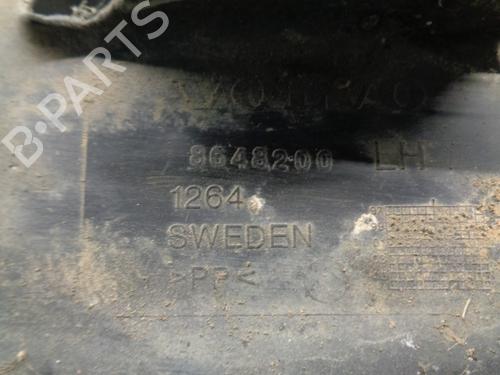 VOLVO
8648200 LH
1264
SWEDEN
>PP<
B-PARTS